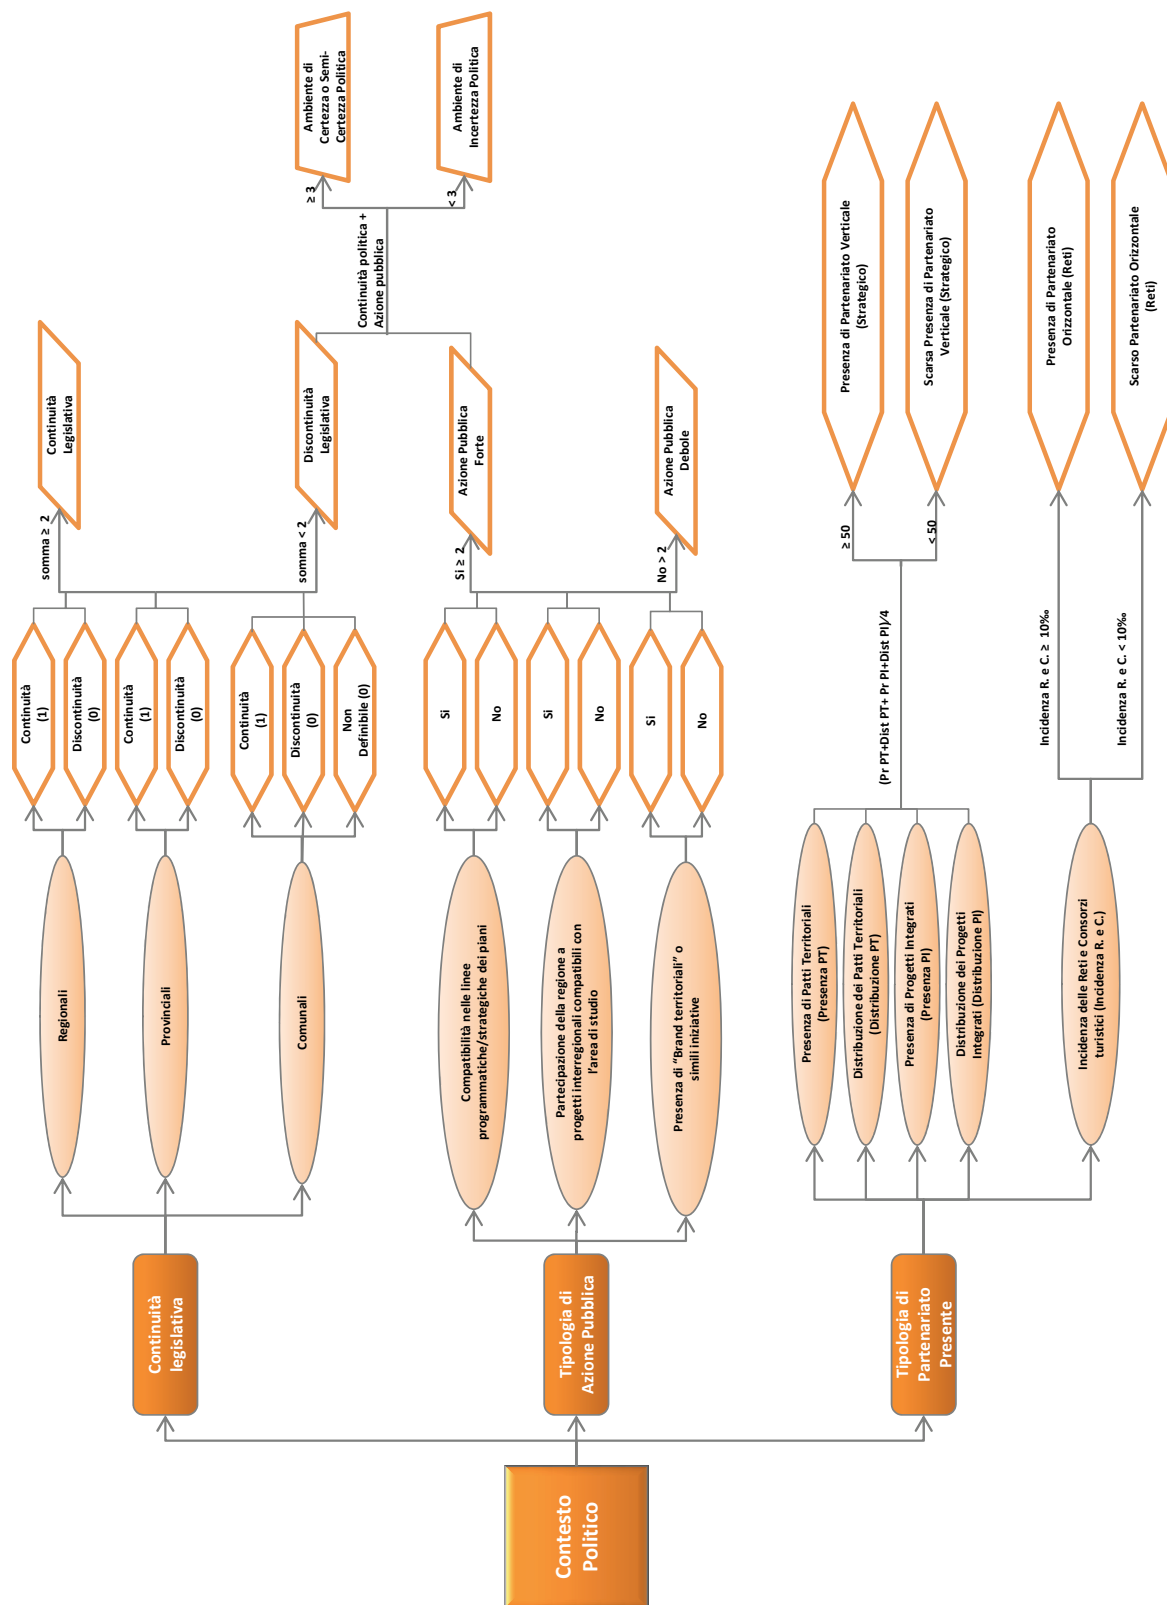 Contesto
Politico
Continuità
legislativa
Tipologia di
Azione Pubblica
Tipologia di
Partenariato
Presente
Regionali
Provinciali
Comunali
Compatibilità nelle linee
programmatiche/strategiche dei piani
Partecipazione della regione a
progetti interregionali compatibili con
l'area di studio
Presenza di "Brand territoriali" o
simili iniziative
Presenza di Patti Territoriali
(Presenza PT)
Distribuzione dei Patti Territoriali
(Distribuzione PT)
Presenza di Progetti Integrati
(Presenza PI)
Distribuzione dei Progetti
Integrati (Distribuzione PI)
Incidenza delle Reti e Consorzi
turistici (Incidenza R. e C.)
Continuità
(1)
Discontinuità
(0)
Continuità
(1)
Discontinuità
(0)
Continuità
(1)
Discontinuità
(0)
Non
Definibile (0)
Si
No
Si
No
Si
No
somma ≥ 2
somma < 2
Si ≥ 2
No > 2
(Pr PT+Dist PT+ Pr PI+Dist PI)/4
≥ 50
< 50
Incidenza R. e C. ≥ 10‰
Incidenza R. e C. < 10‰
Continuità
Legislativa
Discontinuità
Legislativa
Azione Pubblica
Forte
Azione Pubblica
Debole
Continuità politica +
Azione pubblica
≥ 3
< 3
Ambiente di
Certezza o Semi-
Certezza Politica
Ambiente di
Incertezza Politica
Presenza di Partenariato Verticale
(Strategico)
Scarsa Presenza di Partenariato
Verticale (Strategico)
Presenza di Partenariato
Orizzontale (Reti)
Scarso Partenariato Orizzontale
(Reti)